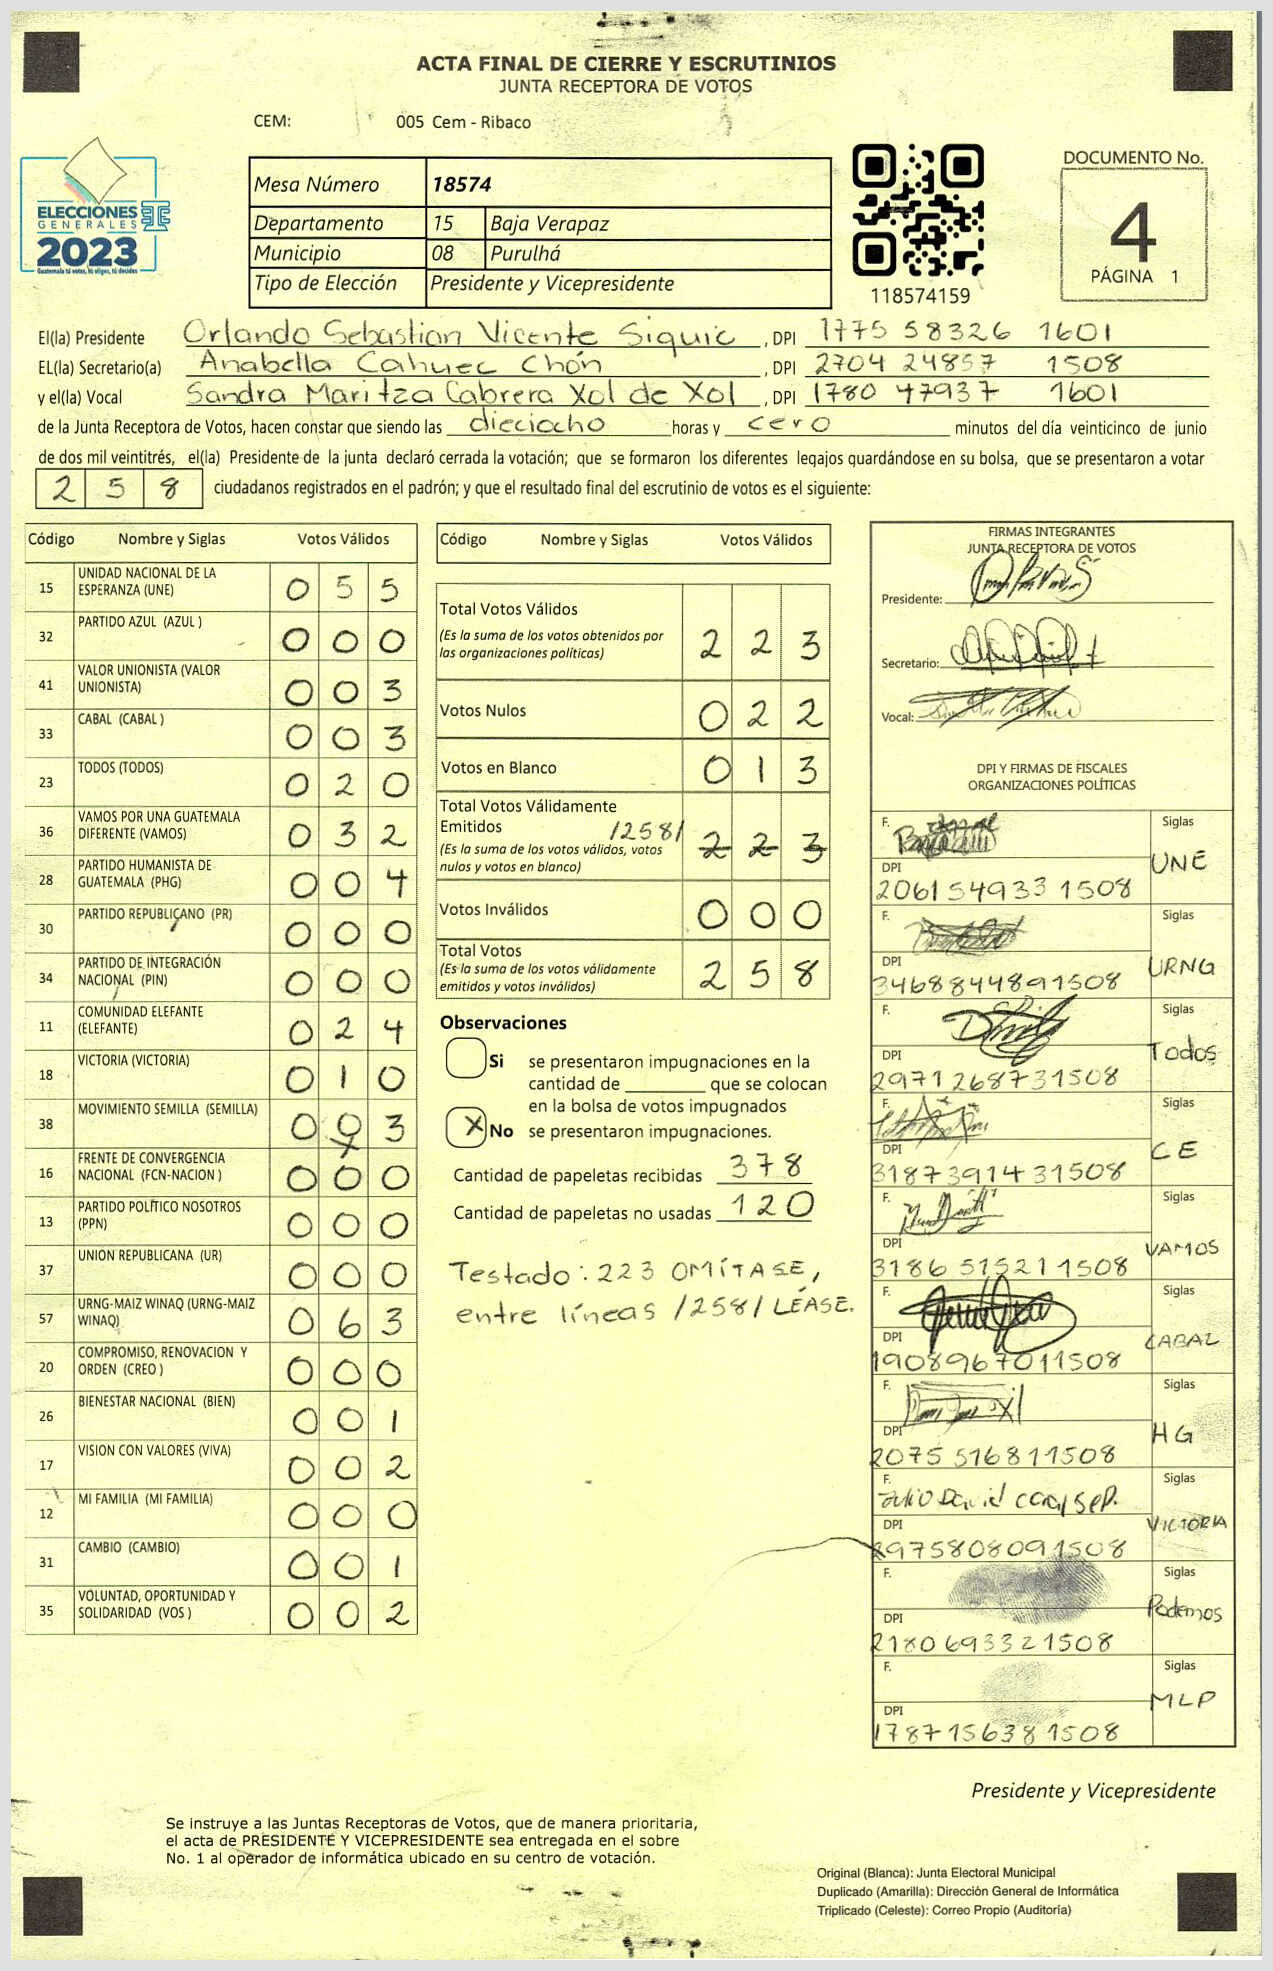 ACTA FINAL DE CIERRE Y ESCRUTINIOS
JUNTA RECEPTORA DE VOTOS
CEM: 005 Cem - Ribaco
ELECCIONES
GENERALES
2023
Guatemala tú votas, tú eliges, tú decides
Mesa Número 18574
Departamento 15 Baja Verapaz
Municipio 08 Purulhá
Tipo de Elección Presidente y Vicepresidente
118574159
DOCUMENTO No.
4
PÁGINA 1
El(la) Presidente Orlando Sebastian Vicente Siquic, DPI 1775 58326 1601
EL(la) Secretario(a) Anabella Cahuec Chón, DPI 2704 24857 1508
y el(la) Vocal Sandra Maritza Cabrera Xol de Xol, DPI 1780 47937 1601
de la Junta Receptora de Votos, hacen constar que siendo las dieciocho horas y cero minutos del día veinticinco de junio
de dos mil veintitrés, el(la) Presidente de la junta declaró cerrada la votación; que se formaron los diferentes legajos guardándose en su bolsa, que se presentaron a votar
2 5 8 ciudadanos registrados en el padrón; y que el resultado final del escrutinio de votos es el siguiente:
Código Nombre y Siglas Votos Válidos
15 UNIDAD NACIONAL DE LA ESPERANZA (UNE) 0 5 5
32 PARTIDO AZUL (AZUL ) 0 0 0
41 VALOR UNIONISTA (VALOR UNIONISTA) 0 0 3
33 CABAL (CABAL ) 0 0 3
23 TODOS (TODOS) 0 2 0
36 VAMOS POR UNA GUATEMALA DIFERENTE (VAMOS) 0 3 2
28 PARTIDO HUMANISTA DE GUATEMALA (PHG) 0 0 4
30 PARTIDO REPUBLICANO (PR) 0 0 0
34 PARTIDO DE INTEGRACIÓN NACIONAL (PIN) 0 0 0
11 COMUNIDAD ELEFANTE (ELEFANTE) 0 2 4
18 VICTORIA (VICTORIA) 0 1 0
38 MOVIMIENTO SEMILLA (SEMILLA) 0 0 3
16 FRENTE DE CONVERGENCIA NACIONAL (FCN-NACION ) 0 0 0
13 PARTIDO POLÍTICO NOSOTROS (PPN) 0 0 0
37 UNION REPUBLICANA (UR) 0 0 0
57 URNG-MAIZ WINAQ (URNG-MAIZ WINAQ) 0 6 3
20 COMPROMISO, RENOVACION Y ORDEN (CREO ) 0 0 0
26 BIENESTAR NACIONAL (BIEN) 0 0 1
17 VISION CON VALORES (VIVA) 0 0 2
12 MI FAMILIA (MI FAMILIA) 0 0 0
31 CAMBIO (CAMBIO) 0 0 1
35 VOLUNTAD, OPORTUNIDAD Y SOLIDARIDAD (VOS ) 0 0 2
Código Nombre y Siglas Votos Válidos
Total Votos Válidos 2 2 3
(Es la suma de los votos obtenidos por
las organizaciones políticas)
Votos Nulos 0 2 2
Votos en Blanco 0 1 3
Total Votos Válidamente
Emitidos /258/ 2 2 3
(Es la suma de los votos válidos, votos
nulos y votos en blanco)
Votos Inválidos 0 0 0
Total Votos 2 5 8
(Es la suma de los votos válidamente
emitidos y votos inválidos)
Observaciones
Si se presentaron impugnaciones en la
cantidad de ________ que se colocan
en la bolsa de votos impugnados
X No se presentaron impugnaciones.
Cantidad de papeletas recibidas 378
Cantidad de papeletas no usadas 120
Testado: 223 OMÍTASE,
entre líneas /258/ LÉASE.
FIRMAS INTEGRANTES
JUNTA RECEPTORA DE VOTOS
Presidente:
Secretario:
Vocal:
DPI Y FIRMAS DE FISCALES
ORGANIZACIONES POLÍTICAS
F. Siglas
UNE
DPI
2061 54933 1508
F. Siglas
URNG
DPI
3468844891508
F. Siglas
Todos
DPI
2971268731508
F. Siglas
CE
DPI
3187391431508
F. Siglas
VAMOS
DPI
3186 51521 1508
F. Siglas
CABAL
DPI
1908967011508
F. Siglas
HG
DPI
2075 51681 1508
F. Siglas
Julio David
VICTORIA
DPI
2975808091508
F. Siglas
Podemos
DPI
2180693321508
F. Siglas
MLP
DPI
1787156381508
Presidente y Vicepresidente
Se instruye a las Juntas Receptoras de Votos, que de manera prioritaria,
el acta de PRESIDENTE Y VICEPRESIDENTE sea entregada en el sobre
No. 1 al operador de informática ubicado en su centro de votación.
Original (Blanca): Junta Electoral Municipal
Duplicado (Amarilla): Dirección General de Informática
Triplicado (Celeste): Correo Propio (Auditoría)